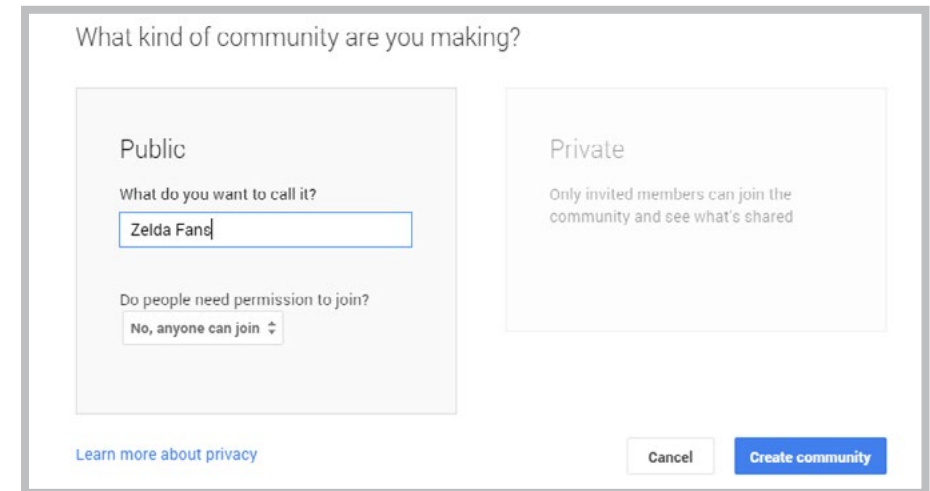 What kind of community are you making?
Public
What do you want to call it?
Zelda Fans
Do people need permission to join?
No, anyone can join
Private
Only invited members can join the
community and see what's shared
Learn more about privacy
Cancel
Create community